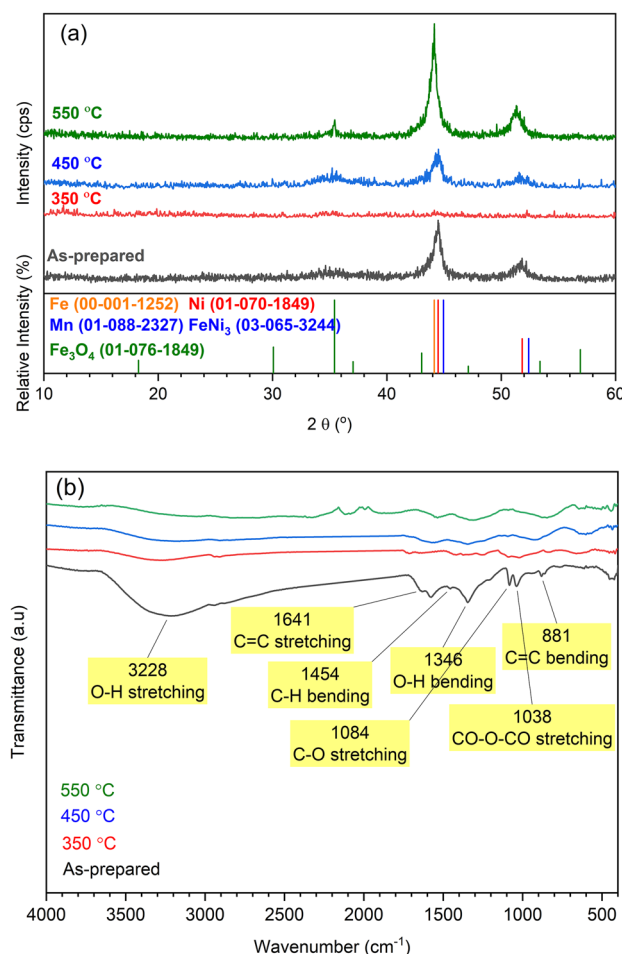 (a)
Intensity (cps)
550 °C
450 °C
350 °C
As-prepared
Relative Intensity (%)
Fe (00-001-1252) Ni (01-070-1849)
Mn (01-088-2327) FeNi₃ (03-065-3244)
Fe₃O₄ (01-076-1849)
10 20 30 40 50 60
2 θ (°)
(b)
Transmittance (a.u)
3228
O-H stretching
1641
C=C stretching
1454
C-H bending
1346
O-H bending
881
C=C bending
1084
C-O stretching
1038
CO-O-CO stretching
550 °C
450 °C
350 °C
As-prepared
4000 3500 3000 2500 2000 1500 1000 500
Wavenumber (cm⁻¹)